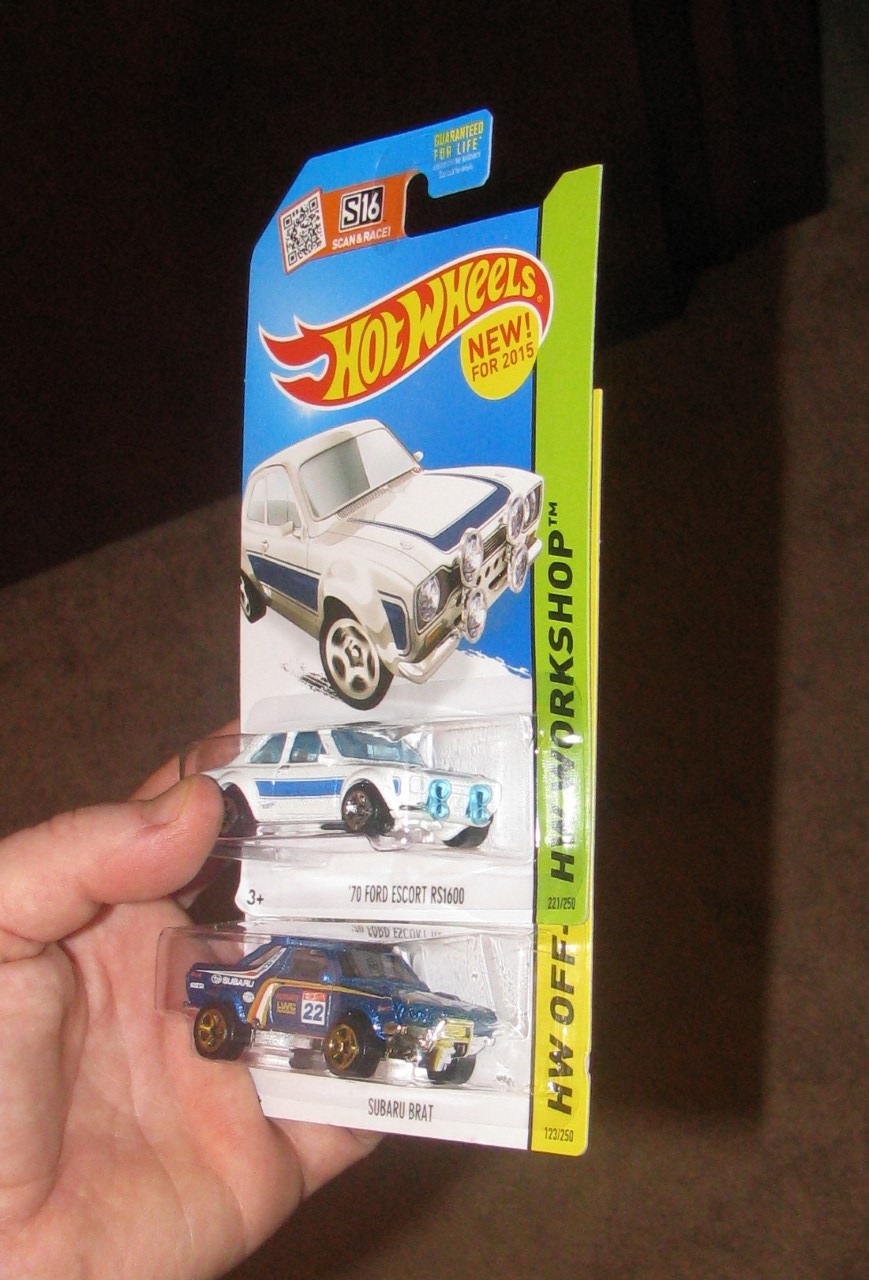 GUARANTEED
FOR LIFE
S16
SCAN & RACE!
HOT WHEELS®
NEW!
FOR 2015
HW WORKSHOP™
3+
'70 FORD ESCORT RS1600
221/250
SUBARU
LWC
22
HW OFF-
SUBARU BRAT
123/250